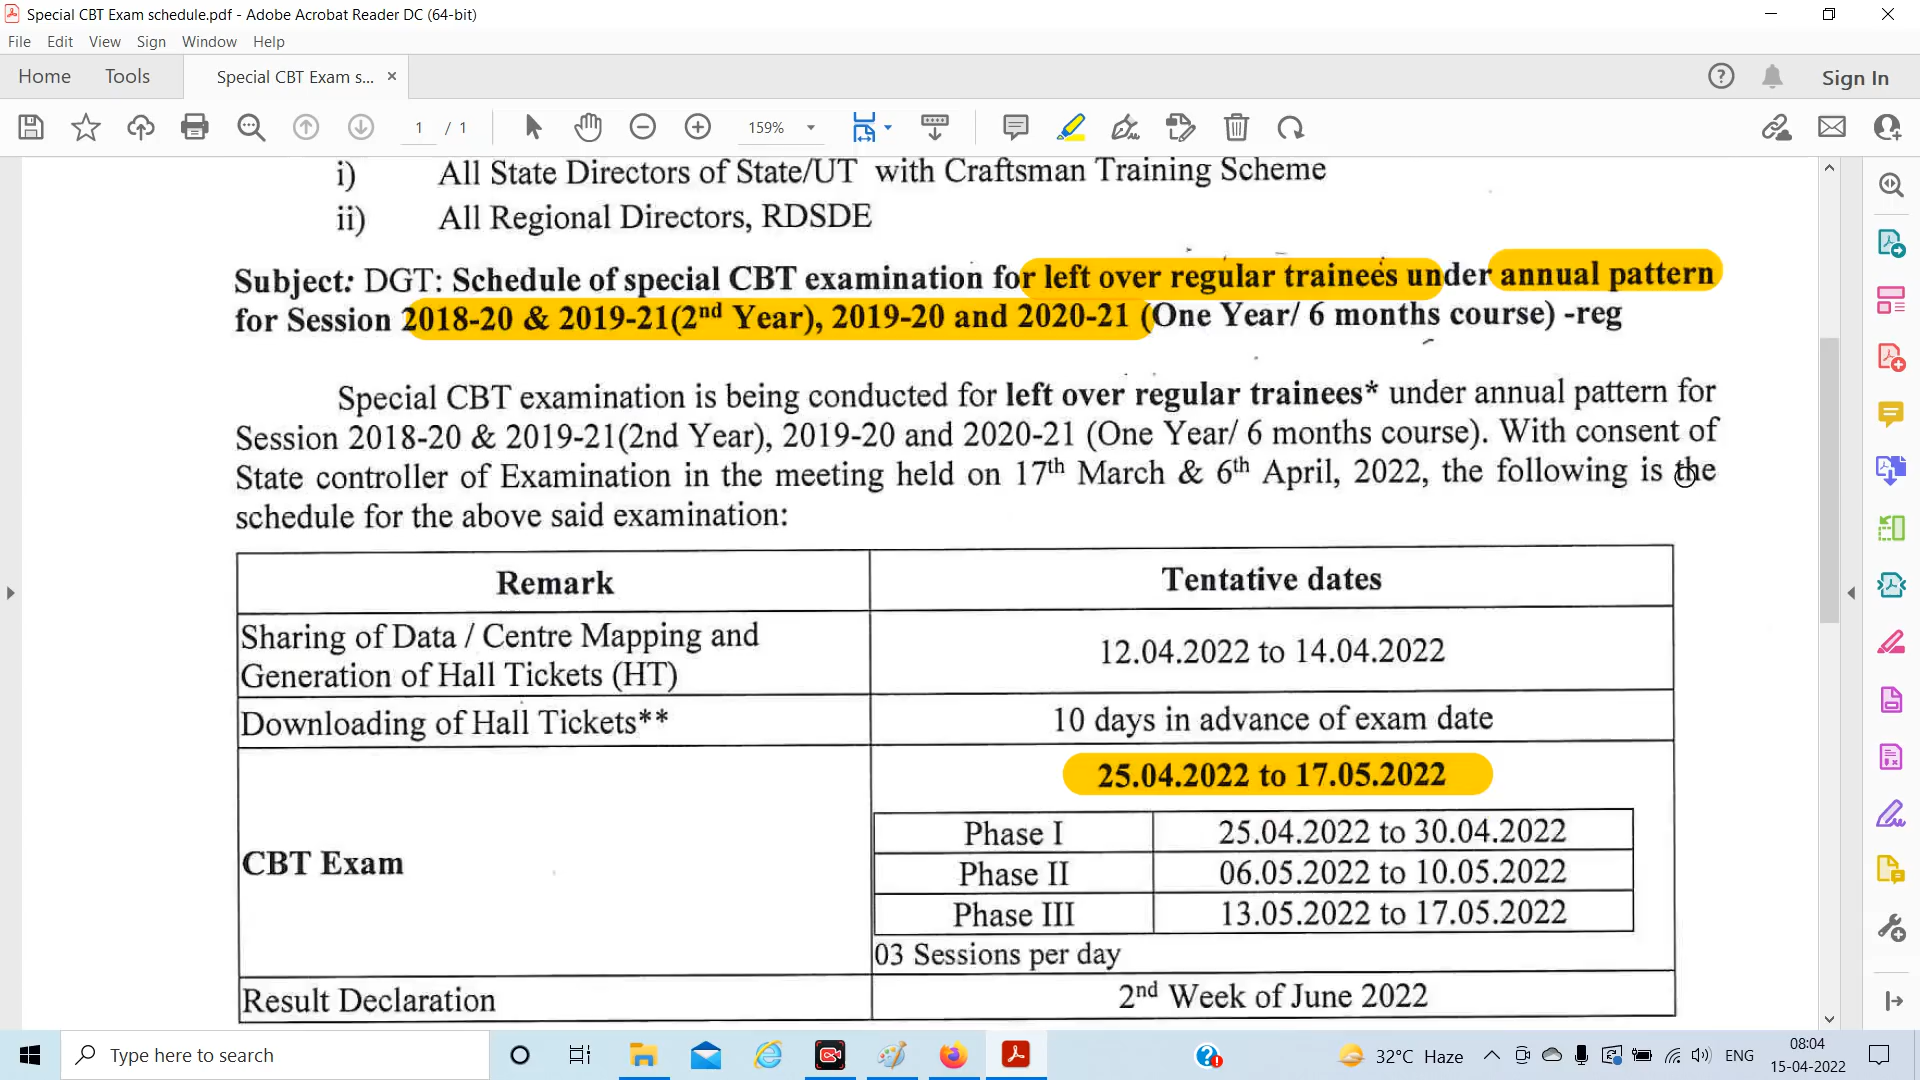 Special CBT Exam schedule.pdf - Adobe Acrobat Reader DC (64-bit)
File Edit View Sign Window Help
Home Tools Special CBT Exam s... × Sign In
1 / 1 159%
i) All State Directors of State/UT with Craftsman Training Scheme
ii) All Regional Directors, RDSDE
Subject: DGT: Schedule of special CBT examination for left over regular trainees under annual pattern
for Session 2018-20 & 2019-21(2nd Year), 2019-20 and 2020-21 (One Year/ 6 months course) -reg
Special CBT examination is being conducted for left over regular trainees* under annual pattern for
Session 2018-20 & 2019-21(2nd Year), 2019-20 and 2020-21 (One Year/ 6 months course). With consent of
State controller of Examination in the meeting held on 17th March & 6th April, 2022, the following is the
schedule for the above said examination:
Remark Tentative dates
Sharing of Data / Centre Mapping and
Generation of Hall Tickets (HT)
12.04.2022 to 14.04.2022
Downloading of Hall Tickets** 10 days in advance of exam date
25.04.2022 to 17.05.2022
CBT Exam
Phase I 25.04.2022 to 30.04.2022
Phase II 06.05.2022 to 10.05.2022
Phase III 13.05.2022 to 17.05.2022
03 Sessions per day
Result Declaration 2nd Week of June 2022
Type here to search
32°C Haze ENG
08:04
15-04-2022